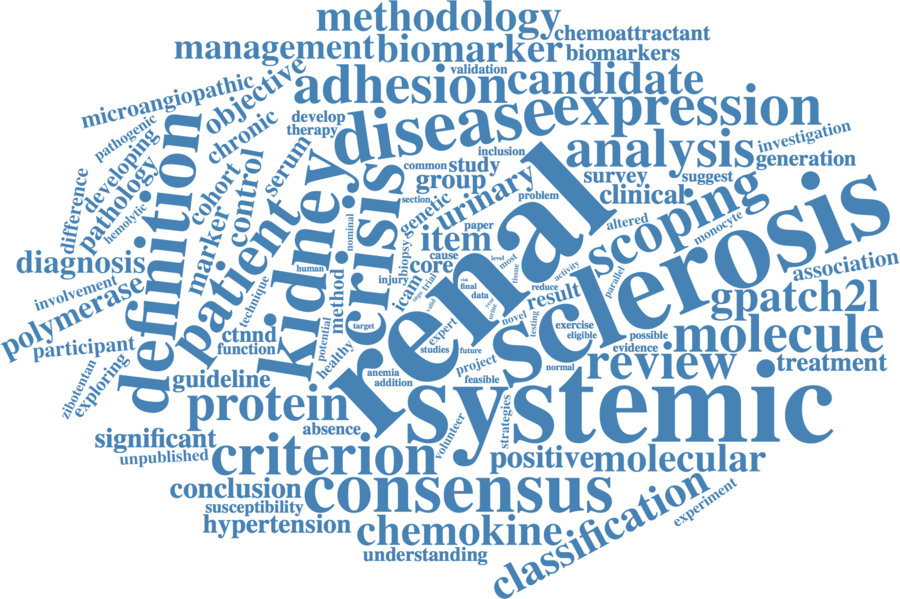 methodology
chemoattractant
management
biomarker
biomarkers
validation
adhesion
candidate
microangiopathic
objective
disease
expression
pathogenic
developing
chronic
develop
therapy
serum
analysis
investigation
generation
inclusion
common
study
group
survey
suggest
clinical
difference
pathology
hemolytic
definition
cohort
control
marker
patient
kidney
crisis
section
genetic
urinary
problem
renal
scoping
sclerosis
altered
monocyte
nominal
item
paper
cause
core
biopsy
most
level
tissue
activity
parallel
association
diagnosis
involvement
polymerase
participant
human
technique
method
injury
icam
trial
risk
final
data
reduce
result
gpatch2l
ctnnd
function
potential
healthy
target
valid
expert
studies
future
novel
testing
exercise
eligible
possible
evidence
molecule
zibotentan
exploring
guideline
anemia
addition
project
feasible
normal
review
treatment
protein
absence
systemic
significant
unpublished
criterion
volunteer
strategies
positive
molecular
conclusion
susceptibility
consensus
hypertension
chemokine
understanding
classification
experiment